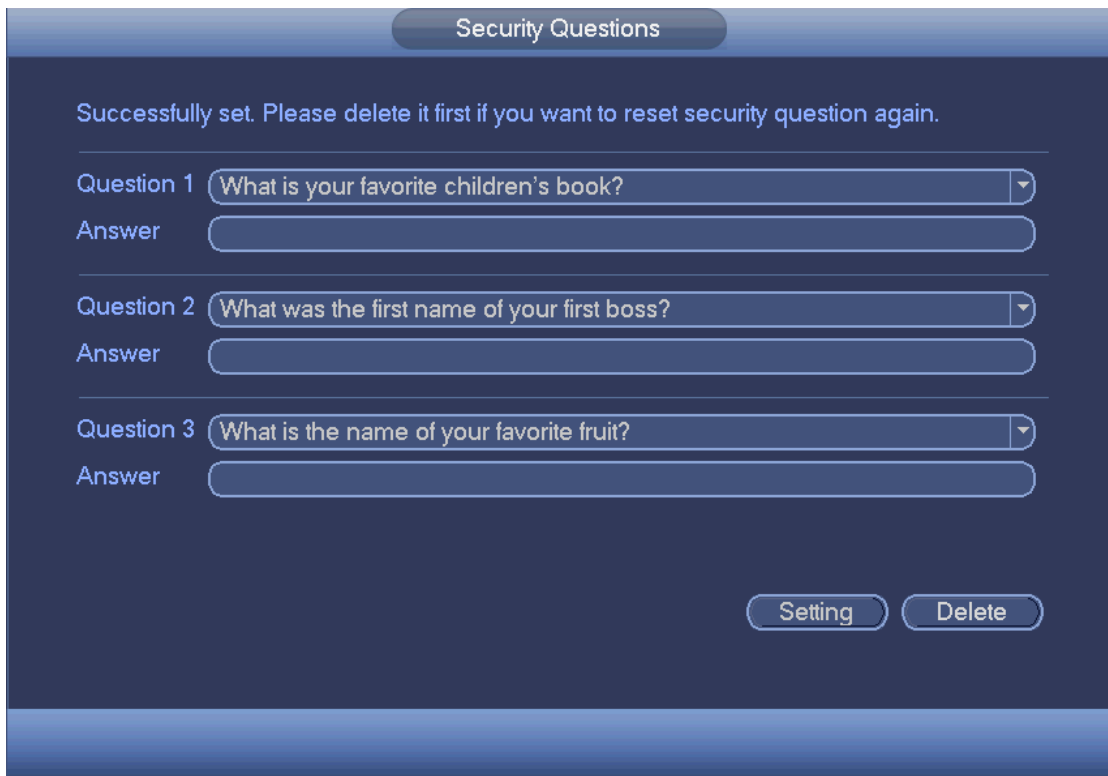 Security Questions
Successfully set. Please delete it first if you want to reset security question again.
Question 1 What is your favorite children's book?
Answer
Question 2 What was the first name of your first boss?
Answer
Question 3 What is the name of your favorite fruit?
Answer
Setting Delete